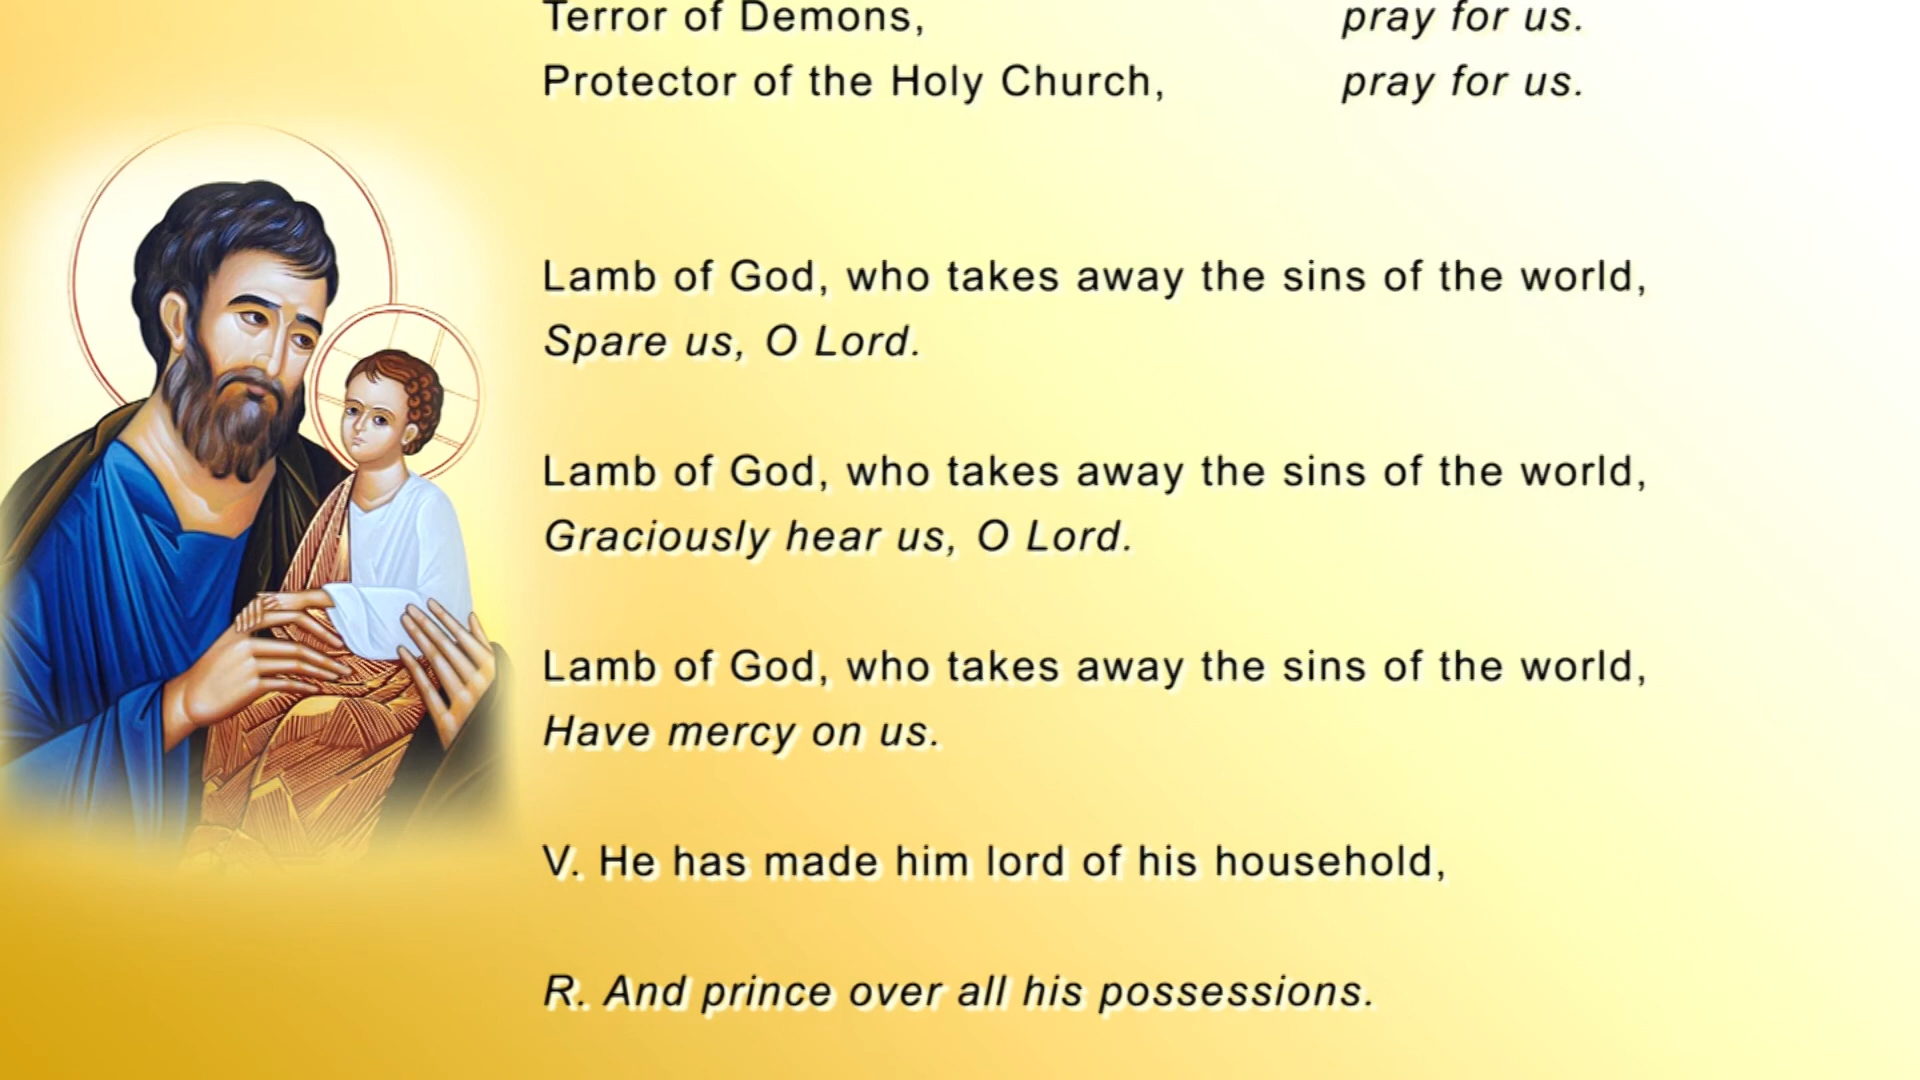 Terror of Demons, pray for us.
Protector of the Holy Church, pray for us.
Lamb of God, who takes away the sins of the world,
Spare us, O Lord.
Lamb of God, who takes away the sins of the world,
Graciously hear us, O Lord.
Lamb of God, who takes away the sins of the world,
Have mercy on us.
V. He has made him lord of his household,
R. And prince over all his possessions.